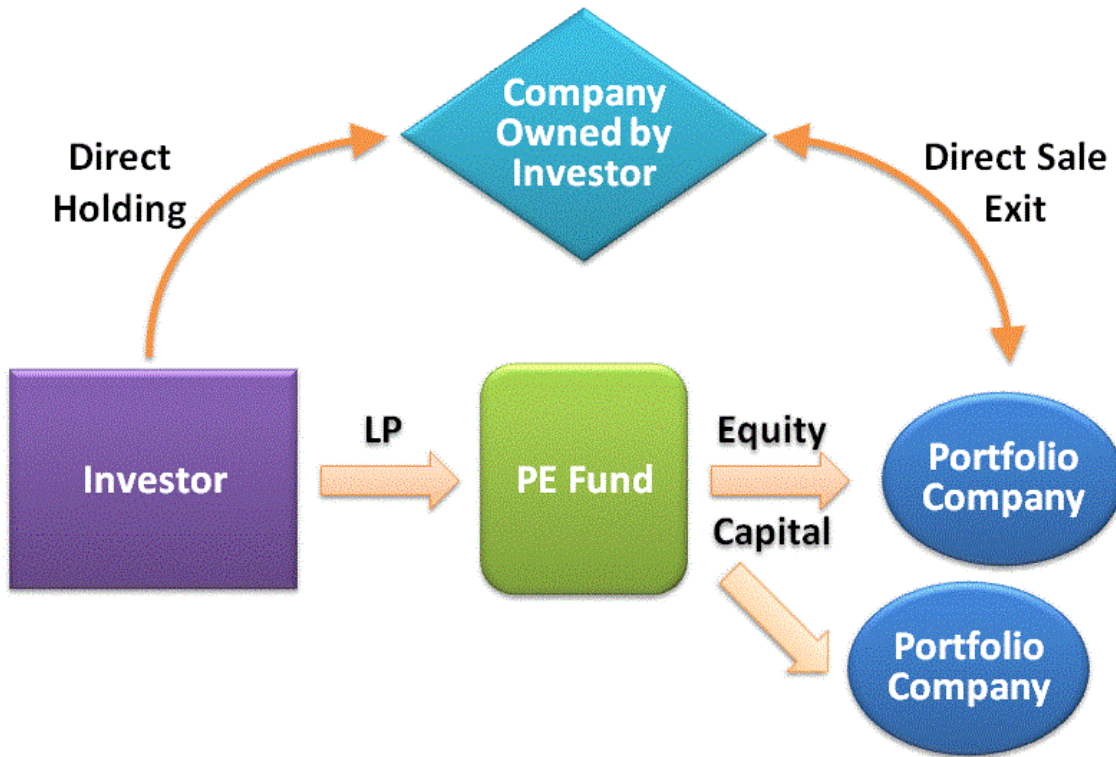 Company
Owned by
Investor
Direct
Holding
Direct Sale
Exit
Investor
LP
PE Fund
Equity
Capital
Portfolio
Company
Portfolio
Company